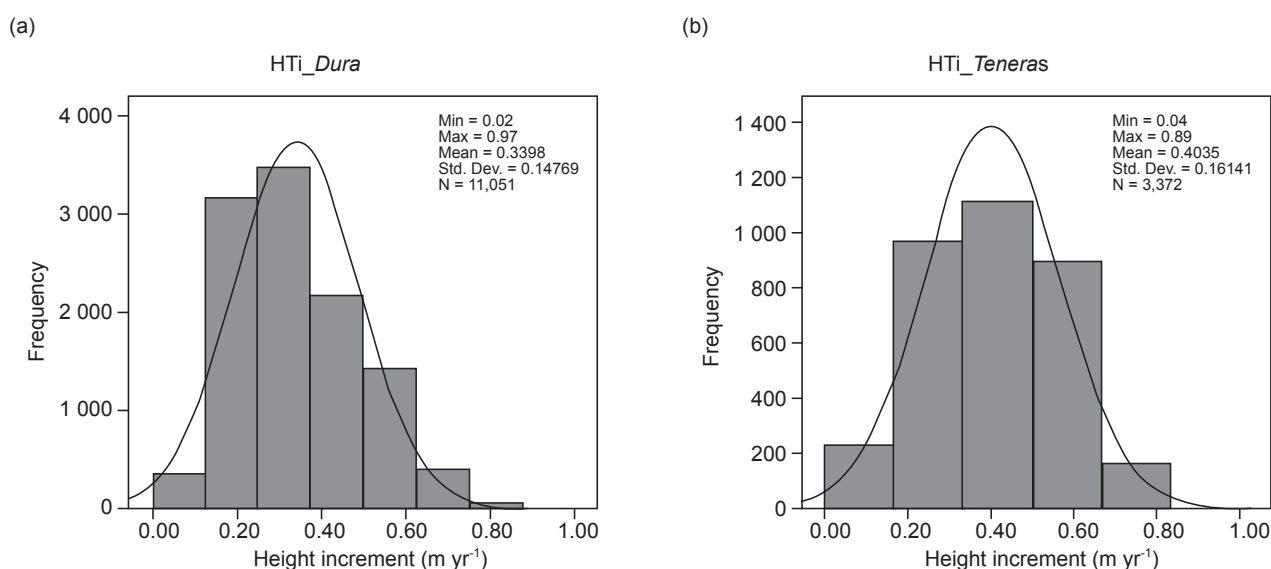 (a)
HTi_Dura
Min = 0.02
Max = 0.97
Mean = 0.3398
Std. Dev. = 0.14769
N = 11,051
Frequency
4 000
3 000
2 000
1 000
0
0.00 0.20 0.40 0.60 0.80 1.00
Height increment (m yr⁻¹)
(b)
HTi_Teneras
Min = 0.04
Max = 0.89
Mean = 0.4035
Std. Dev. = 0.16141
N = 3,372
Frequency
1 400
1 200
1 000
800
600
400
200
0
0.00 0.20 0.40 0.60 0.80 1.00
Height increment (m yr⁻¹)